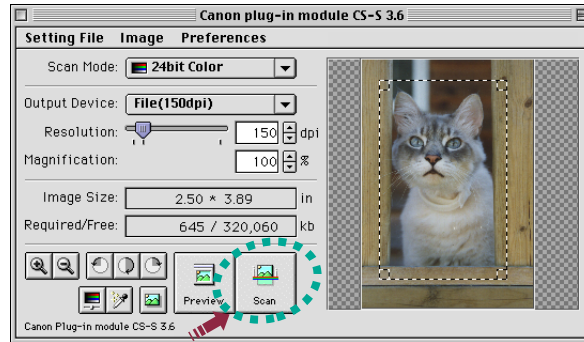 Canon plug-in module CS-S 3.6
Setting File Image Preferences
Scan Mode: 24bit Color
Output Device: File(150dpi)
Resolution: 150 dpi
Magnification: 100 %
Image Size: 2.50 * 3.89 in
Required/Free: 645 / 320,060 kb
Preview Scan
Canon Plug-in module CS-S 3.6